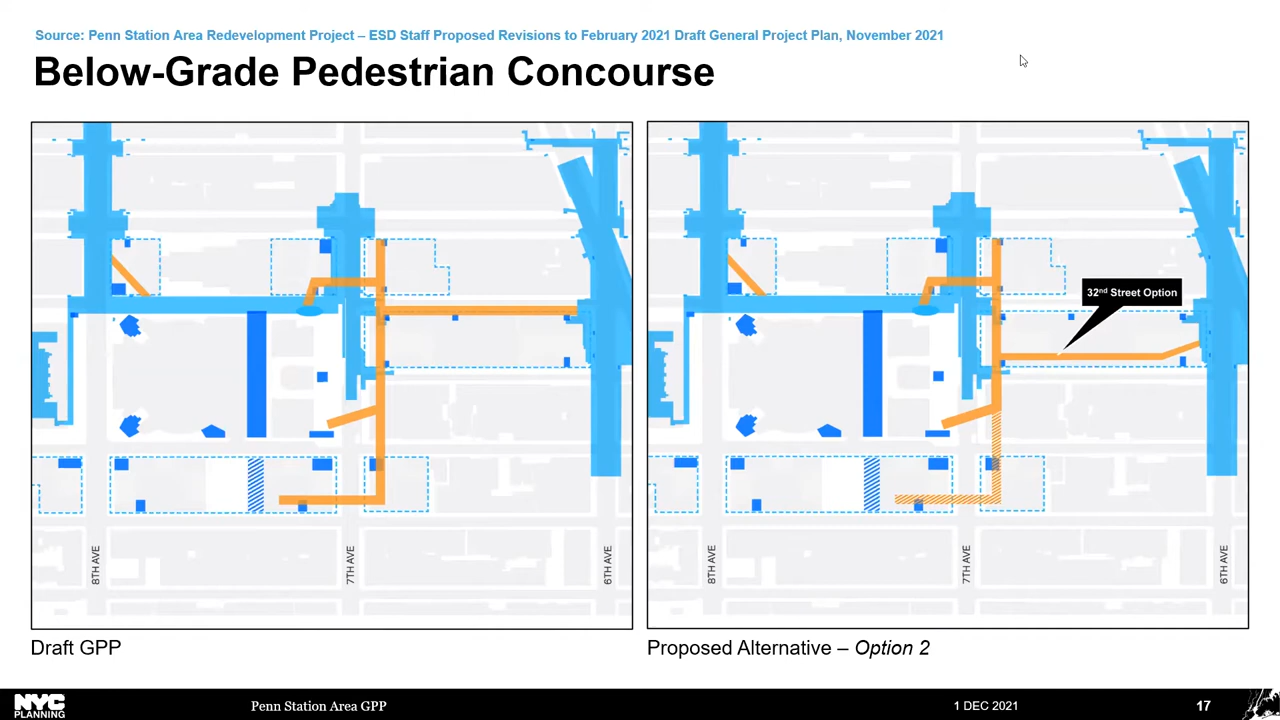 Source: Penn Station Area Redevelopment Project – ESD Staff Proposed Revisions to February 2021 Draft General Project Plan, November 2021
Below-Grade Pedestrian Concourse
8TH AVE
7TH AVE
6TH AVE
32nd Street Option
8TH AVE
7TH AVE
6TH AVE
Draft GPP
Proposed Alternative – Option 2
NYC
PLANNING
Penn Station Area GPP
1 DEC 2021
17